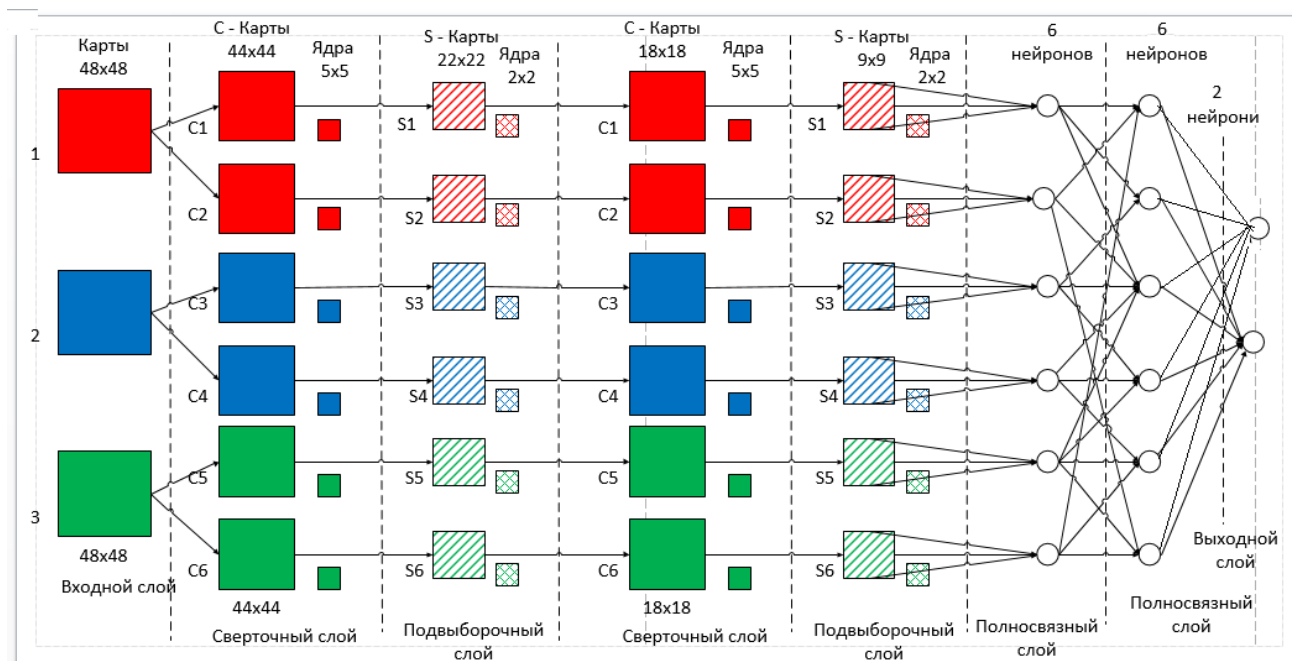 Карты
48x48
С - Карты
44x44
Ядра
5x5
S - Карты
22x22
Ядра
2x2
С - Карты
18x18
Ядра
5x5
S - Карты
9x9
Ядра
2x2
6
нейронов
6
нейронов
2
нейрони
1
2
3
C1
C2
C3
C4
C5
C6
S1
S2
S3
S4
S5
S6
C1
C2
C3
C4
C5
C6
S1
S2
S3
S4
S5
S6
48x48
Входной слой
44x44
Сверточный слой
Подвыборочный
слой
18x18
Сверточный слой
Подвыборочный
слой
Полносвязный
слой
Полносвязный
слой
Выходной
слой